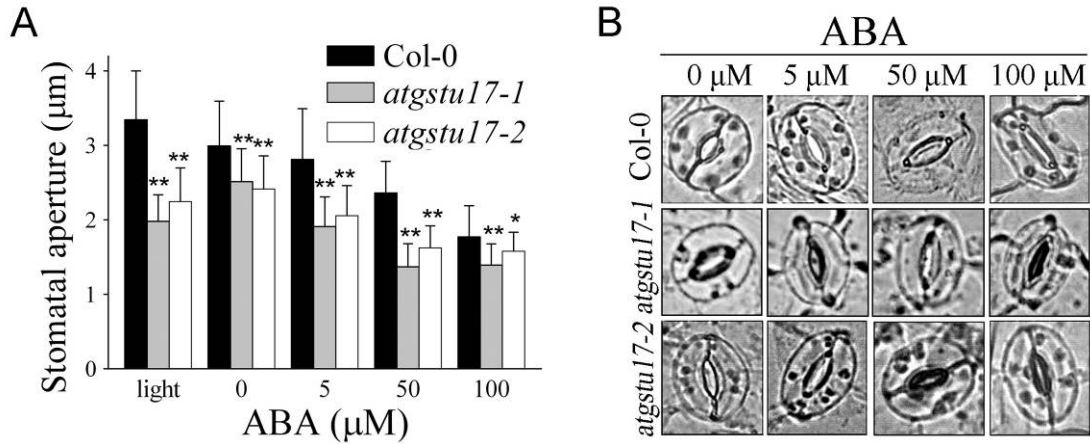 A
Stomatal aperture (μm)
4
3
2
1
0
Col-0
atgstu17-1
atgstu17-2
**
**
**
**
**
**
**
**
**
*
light
0
5
50
100
ABA (μM)
B
ABA
0 μM
5 μM
50 μM
100 μM
Col-0
atgstu17-1
atgstu17-2